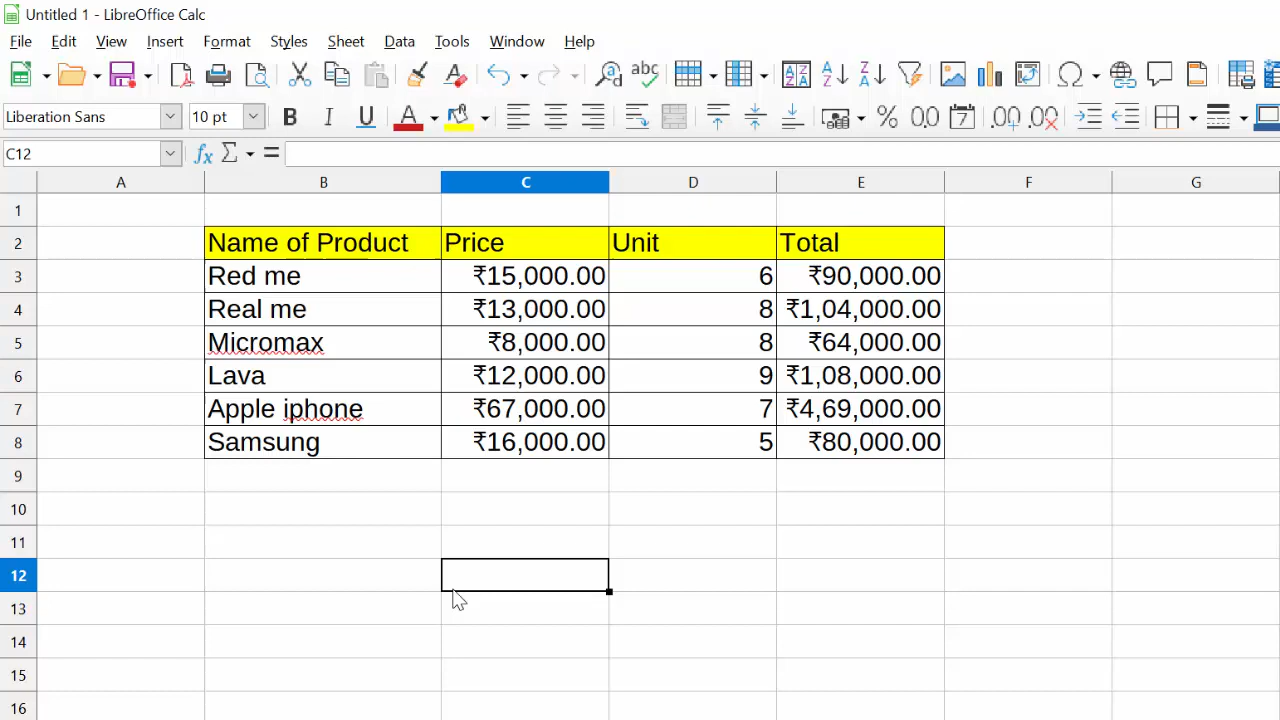 Untitled 1 - LibreOffice Calc
File Edit View Insert Format Styles Sheet Data Tools Window Help
Liberation Sans 10 pt
C12
A B C D E F G
1
2 Name of Product Price Unit Total
3 Red me ₹15,000.00 6 ₹90,000.00
4 Real me ₹13,000.00 8 ₹1,04,000.00
5 Micromax ₹8,000.00 8 ₹64,000.00
6 Lava ₹12,000.00 9 ₹1,08,000.00
7 Apple iphone ₹67,000.00 7 ₹4,69,000.00
8 Samsung ₹16,000.00 5 ₹80,000.00
9
10
11
12
13
14
15
16